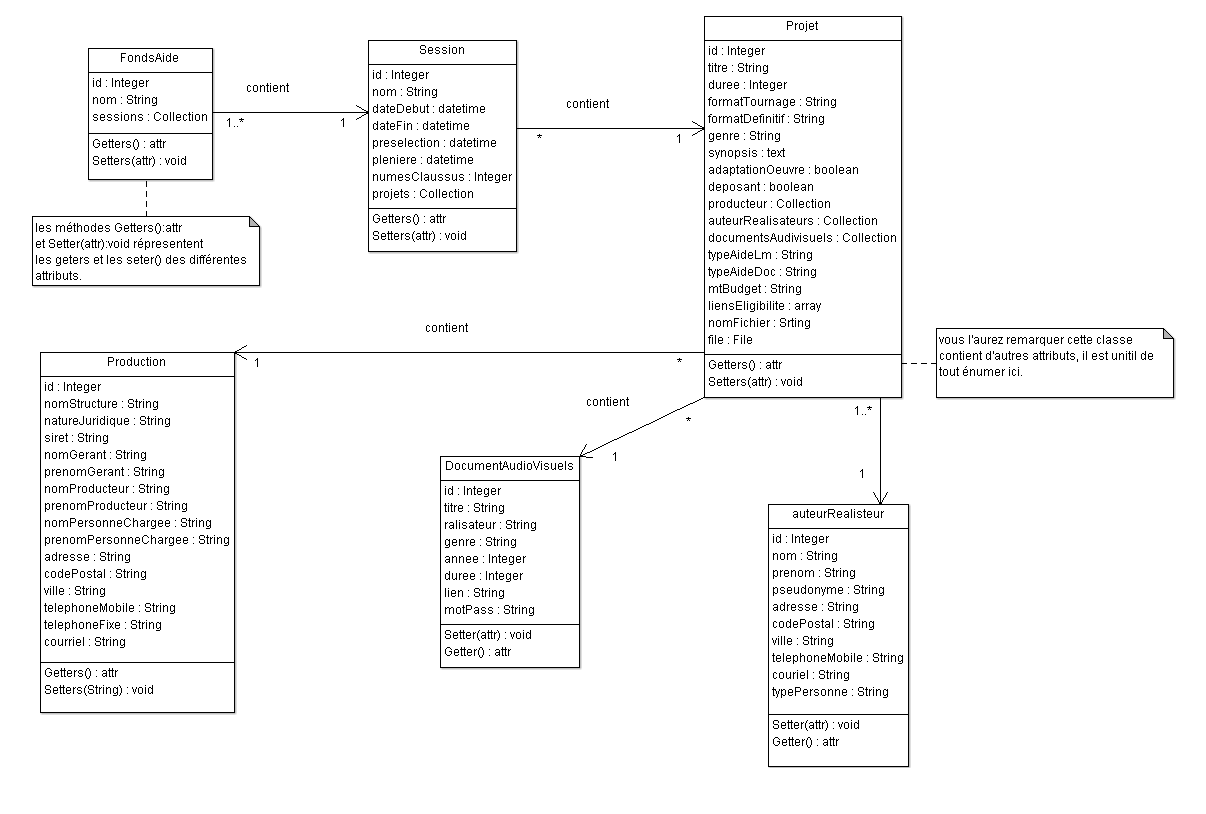 FondsAide
id : Integer
nom : String
sessions : Collection
Getters() : attr
Setters(attr) : void
contient
1..*
1
les méthodes Getters():attr
et Setter(attr):void répresentent
les geters et les seter() des différentes
attributs.
Session
id : Integer
nom : String
dateDebut : datetime
dateFin : datetime
preselection : datetime
pleniere : datetime
numesClaussus : Integer
projets : Collection
Getters() : attr
Setters(attr) : void
contient
*
1
Projet
id : Integer
titre : String
duree : Integer
formatTournage : String
formatDefinitif : String
genre : String
synopsis : text
adaptationOeuvre : boolean
deposant : boolean
producteur : Collection
auteurRealisateurs : Collection
documentsAudivisuels : Collection
typeAideLm : String
typeAideDoc : String
mtBudget : String
liensEligibilite : array
nomFichier : Srting
file : File
Getters() : attr
Setters(attr) : void
vous l'aurez remarquer cette classe
contient d'autres attributs, il est unitil de
tout énumer ici.
contient
1
*
Production
id : Integer
nomStructure : String
natureJuridique : String
siret : String
nomGerant : String
prenomGerant : String
nomProducteur : String
prenomProducteur : String
nomPersonneChargee : String
prenomPersonneChargee : String
adresse : String
codePostal : String
ville : String
telephoneMobile : String
telephoneFixe : String
courriel : String
Getters() : attr
Setters(String) : void
contient
*
1
DocumentAudioVisuels
id : Integer
titre : String
ralisateur : String
genre : String
annee : Integer
duree : Integer
lien : String
motPass : String
Setter(attr) : void
Getter() : attr
1..*
1
auteurRealisteur
id : Integer
nom : String
prenom : String
pseudonyme : String
adresse : String
codePostal : String
ville : String
telephoneMobile : String
couriel : String
typePersonne : String
Setter(attr) : void
Getter() : attr